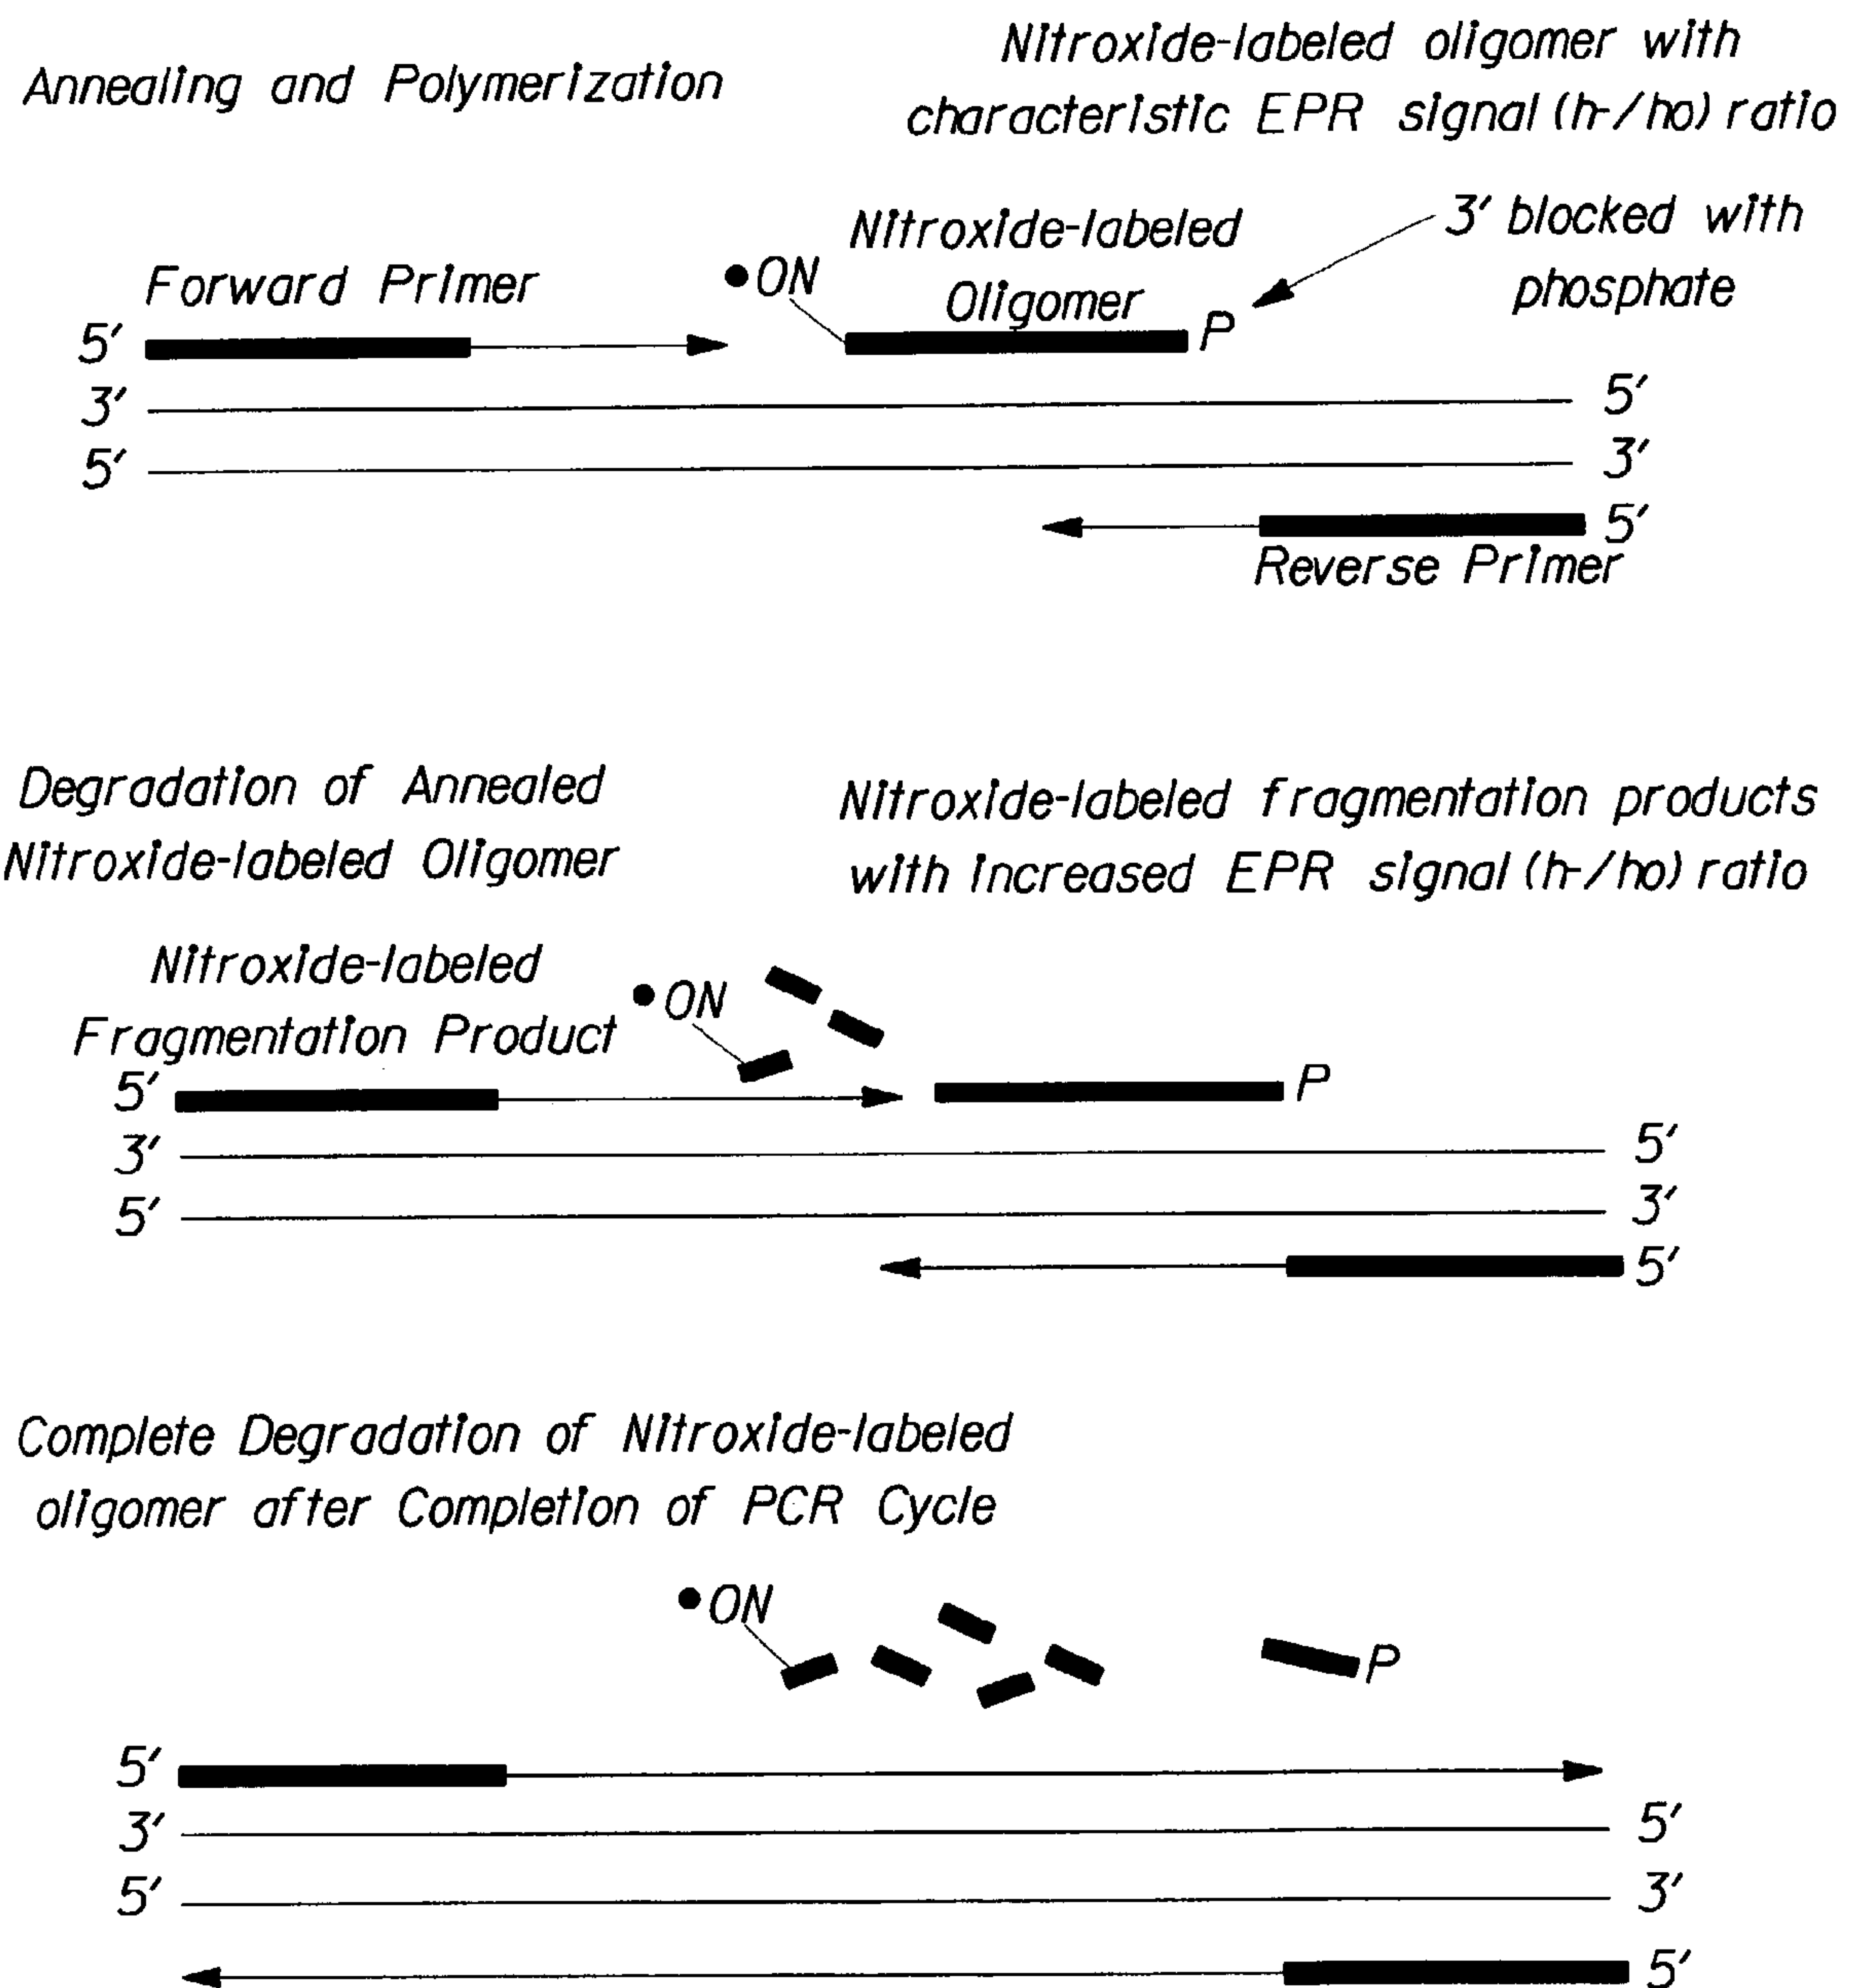 Annealing and Polymerization
Nitroxide-labeled oligomer with
characteristic EPR signal (h-/ho) ratio
Nitroxide-labeled
Oligomer
3′ blocked with
phosphate
Forward Primer
•ON
P
5′
3′ 5′
5′ 3′
5′
Reverse Primer
Degradation of Annealed
Nitroxide-labeled Oligomer
Nitroxide-labeled fragmentation products
with increased EPR signal (h-/ho) ratio
Nitroxide-labeled
Fragmentation Product
•ON
5′ P
3′ 5′
5′ 3′
5′
Complete Degradation of Nitroxide-labeled
oligomer after Completion of PCR Cycle
•ON
P
5′
3′ 5′
5′ 3′
5′